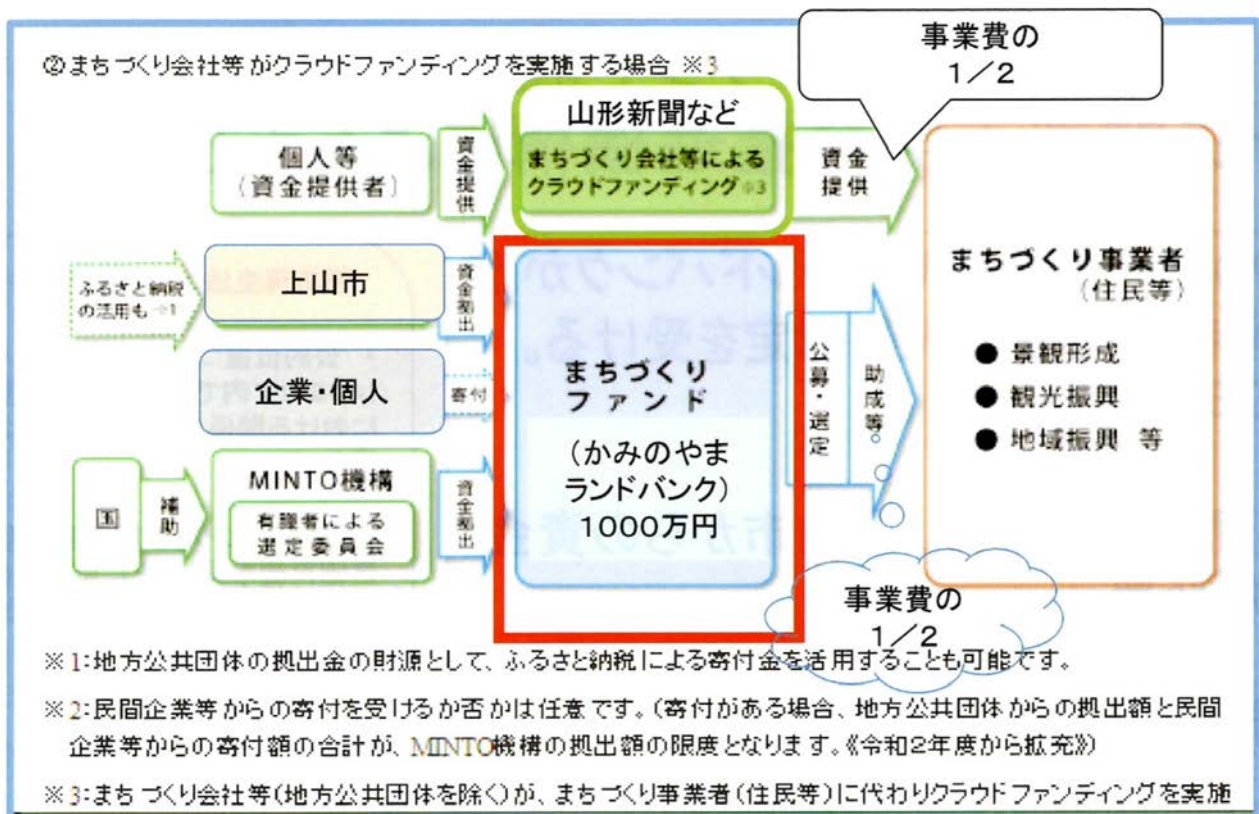 ②まちづくり会社等がクラウドファンディングを実施する場合 ※3
事業費の
1/2
個人等
(資金提供者)
資金提供
山形新聞など
まちづくり会社等による
クラウドファンディング※3
資金
提供
ふるさと納税
の活用も※1
上山市
資金拠出
企業・個人
寄付
国
補助
MINTO機構
有識者による
選定委員会
資金拠出
まちづくり
ファンド
(かみのやま
ランドバンク)
1000万円
公募・選定
助成等
まちづくり事業者
(住民等)
● 景観形成
● 観光振興
● 地域振興 等
事業費の
1/2
※1:地方公共団体の拠出金の財源として、ふるさと納税による寄付金を活用することも可能です。
※2:民間企業等からの寄付を受けるか否かは任意です。(寄付がある場合、地方公共団体からの拠出額と民間
企業等からの寄付額の合計が、MINTO機構の拠出額の限度となります。《令和2年度から拡充》)
※3:まちづくり会社等(地方公共団体を除く)が、まちづくり事業者(住民等)に代わりクラウドファンディングを実施